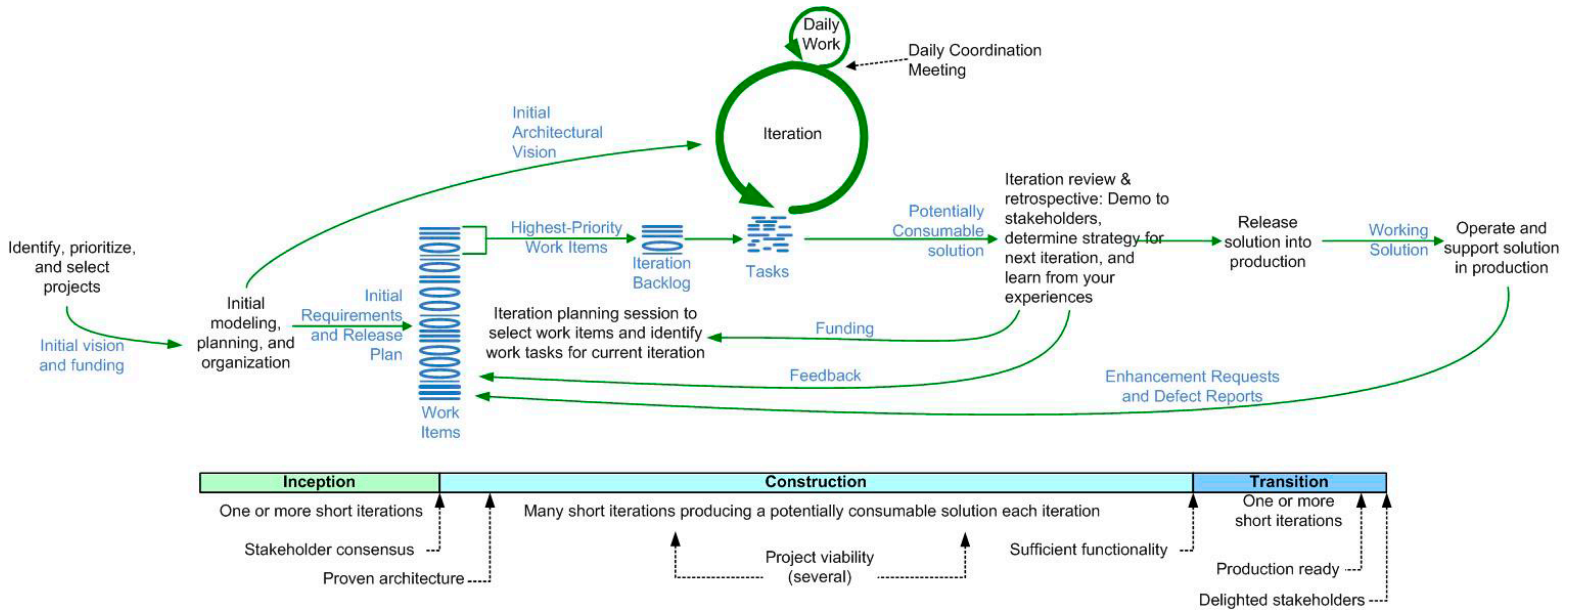 Daily
Work
Daily Coordination
Meeting
Initial
Architectural
Vision
Iteration
Identify, prioritize,
and select
projects
Initial vision
and funding
Initial
modeling,
planning, and
organization
Initial
Requirements
and Release
Plan
Work
Items
Highest-Priority
Work Items
Iteration
Backlog
Tasks
Potentially
Consumable
solution
Iteration review &
retrospective: Demo to
stakeholders,
determine strategy for
next iteration, and
learn from your
experiences
Release
solution into
production
Working
Solution
Operate and
support solution
in production
Iteration planning session to
select work items and identify
work tasks for current iteration
Funding
Feedback
Enhancement Requests
and Defect Reports
Inception
Construction
Transition
One or more short iterations
Many short iterations producing a potentially consumable solution each iteration
One or more
short iterations
Stakeholder consensus
Proven architecture
Project viability
(several)
Sufficient functionality
Production ready
Delighted stakeholders